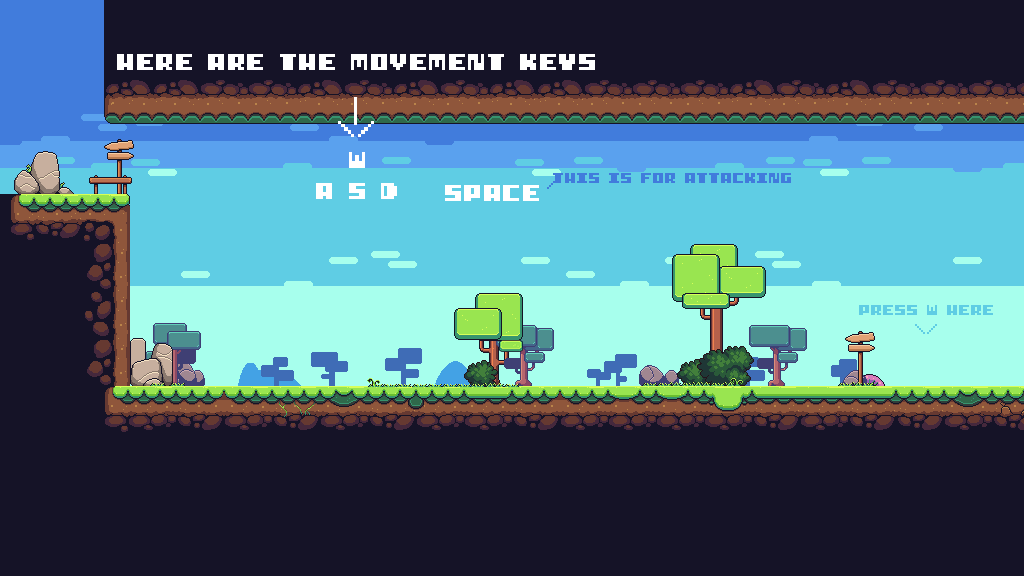 HERE ARE THE MOVEMENT KEYS
W
A S D SPACE
THIS IS FOR ATTACKING
PRESS W HERE